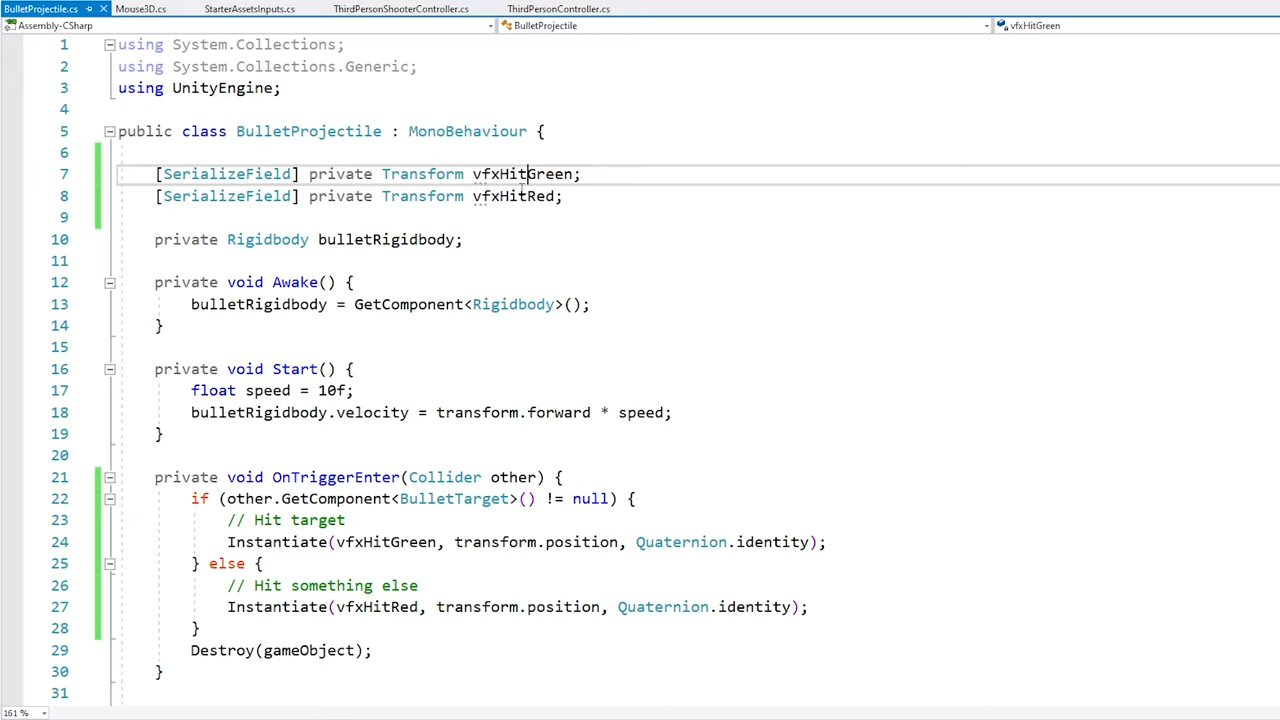 BulletProjectile.cs Mouse3D.cs StarterAssetsInputs.cs ThirdPersonShooterController.cs ThirdPersonController.cs
Assembly-CSharp BulletProjectile vfxHitGreen
1 using System.Collections;
2 using System.Collections.Generic;
3 using UnityEngine;
4
5 public class BulletProjectile : MonoBehaviour {
6
7 [SerializeField] private Transform vfxHitGreen;
8 [SerializeField] private Transform vfxHitRed;
9
10 private Rigidbody bulletRigidbody;
11
12 private void Awake() {
13 bulletRigidbody = GetComponent<Rigidbody>();
14 }
15
16 private void Start() {
17 float speed = 10f;
18 bulletRigidbody.velocity = transform.forward * speed;
19 }
20
21 private void OnTriggerEnter(Collider other) {
22 if (other.GetComponent<BulletTarget>() != null) {
23 // Hit target
24 Instantiate(vfxHitGreen, transform.position, Quaternion.identity);
25 } else {
26 // Hit something else
27 Instantiate(vfxHitRed, transform.position, Quaternion.identity);
28 }
29 Destroy(gameObject);
30 }
31
161 %